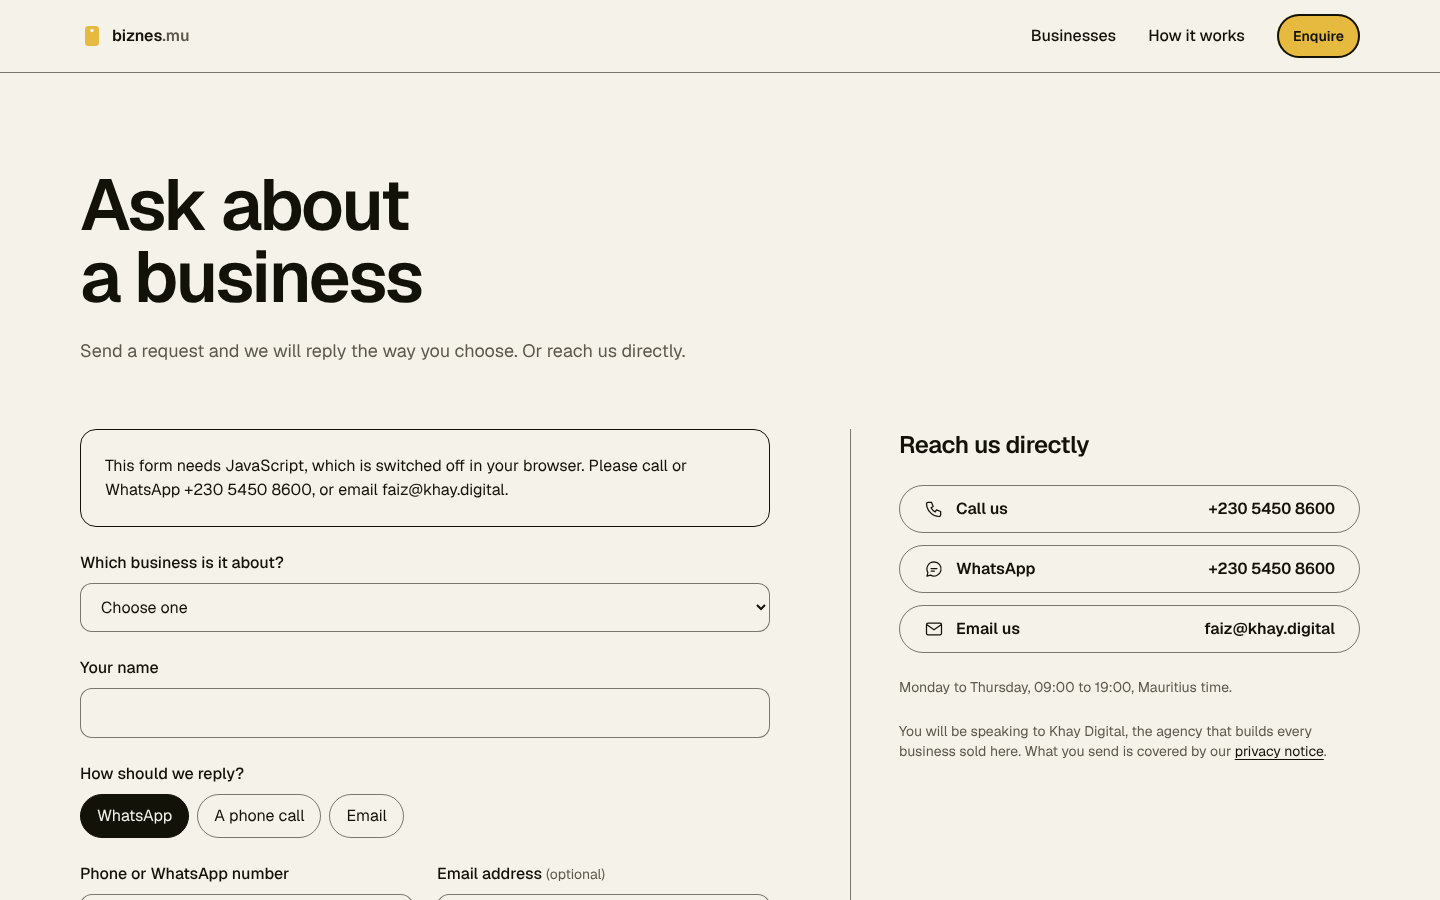 biznes.mu
Businesses
How it works
Enquire
Ask about
a business
Send a request and we will reply the way you choose. Or reach us directly.
This form needs JavaScript, which is switched off in your browser. Please call or
WhatsApp +230 5450 8600, or email faiz@khay.digital.
Which business is it about?
Choose one
Your name
How should we reply?
WhatsApp
A phone call
Email
Phone or WhatsApp number
Email address (optional)
Reach us directly
Call us
+230 5450 8600
WhatsApp
+230 5450 8600
Email us
faiz@khay.digital
Monday to Thursday, 09:00 to 19:00, Mauritius time.
You will be speaking to Khay Digital, the agency that builds every
business sold here. What you send is covered by our privacy notice.